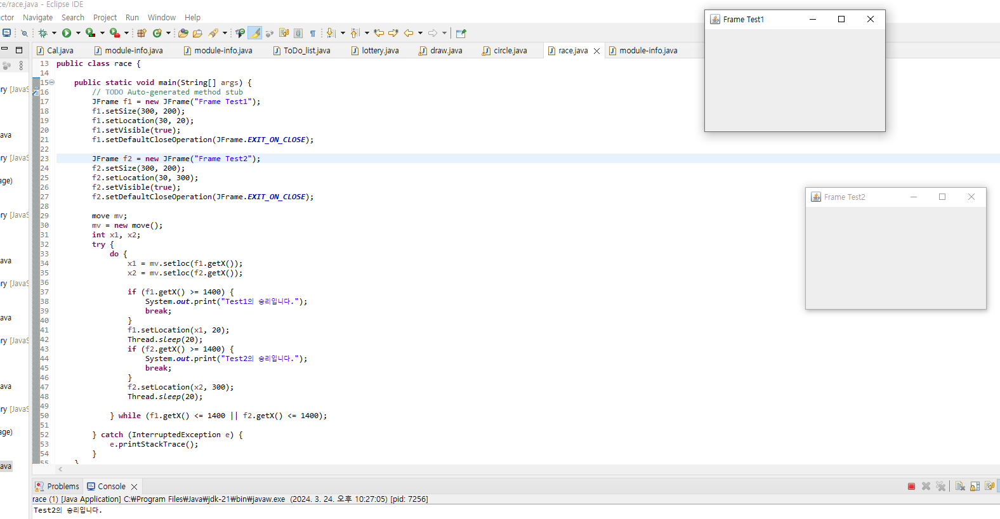 ce/race.java - Eclipse IDE
ctor Navigate Search Project Run Window Help
Cal.java module-info.java module-info.java ToDo_list.java lottery.java draw.java circle.java race.java module-info.java
Frame Test1
Frame Test2
ry [JavaS
ava
ry [JavaS
age)
ry [JavaS
ava
ry [JavaS
ava
ry [JavaS
ava
ry [JavaS
age)
ava
13 public class race {
14
15 public static void main(String[] args) {
16 // TODO Auto-generated method stub
17 JFrame f1 = new JFrame("Frame Test1");
18 f1.setSize(300, 200);
19 f1.setLocation(30, 20);
20 f1.setVisible(true);
21 f1.setDefaultCloseOperation(JFrame.EXIT_ON_CLOSE);
22
23 JFrame f2 = new JFrame("Frame Test2");
24 f2.setSize(300, 200);
25 f2.setLocation(30, 300);
26 f2.setVisible(true);
27 f2.setDefaultCloseOperation(JFrame.EXIT_ON_CLOSE);
28
29 move mv;
30 mv = new move();
31 int x1, x2;
32 try {
33 do {
34 x1 = mv.setloc(f1.getX());
35 x2 = mv.setloc(f2.getX());
36
37 if (f1.getX() >= 1400) {
38 System.out.print("Test1의 승리입니다.");
39 break;
40 }
41 f1.setLocation(x1, 20);
42 Thread.sleep(20);
43 if (f2.getX() >= 1400) {
44 System.out.print("Test2의 승리입니다.");
45 break;
46 }
47 f2.setLocation(x2, 300);
48 Thread.sleep(20);
49
50 } while (f1.getX() <= 1400 || f2.getX() <= 1400);
51
52 } catch (InterruptedException e) {
53 e.printStackTrace();
54 }
55 }
Problems Console
race (1) [Java Application] C:₩Program Files₩Java₩jdk-21₩bin₩javaw.exe (2024. 3. 24. 오후 10:27:05) [pid: 7256]
Test2의 승리입니다.